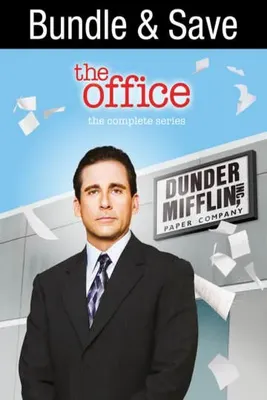 Bundle & Save
the
office
the complete series
DUNDER
MIFFLIN INC.
PAPER COMPANY